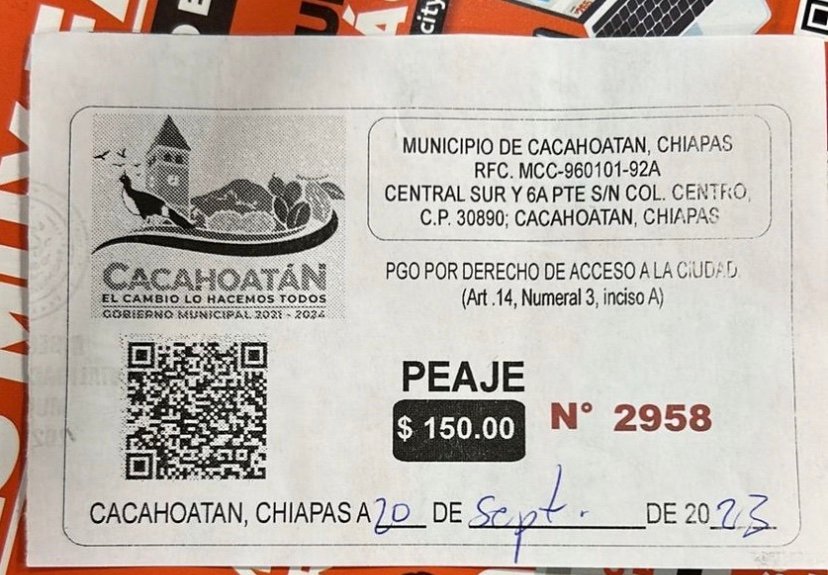 city
CACAHOATÁN
EL CAMBIO LO HACEMOS TODOS
GOBIERNO MUNICIPAL 2021 - 2024
MUNICIPIO DE CACAHOATAN, CHIAPAS
RFC. MCC-960101-92A
CENTRAL SUR Y 6A PTE S/N COL. CENTRO,
C.P. 30890; CACAHOATAN, CHIAPAS
PGO POR DERECHO DE ACCESO A LA CIUDAD
(Art .14, Numeral 3, inciso A)
PEAJE
$ 150.00
N° 2958
CACAHOATAN, CHIAPAS A 20 DE Sept. DE 2023